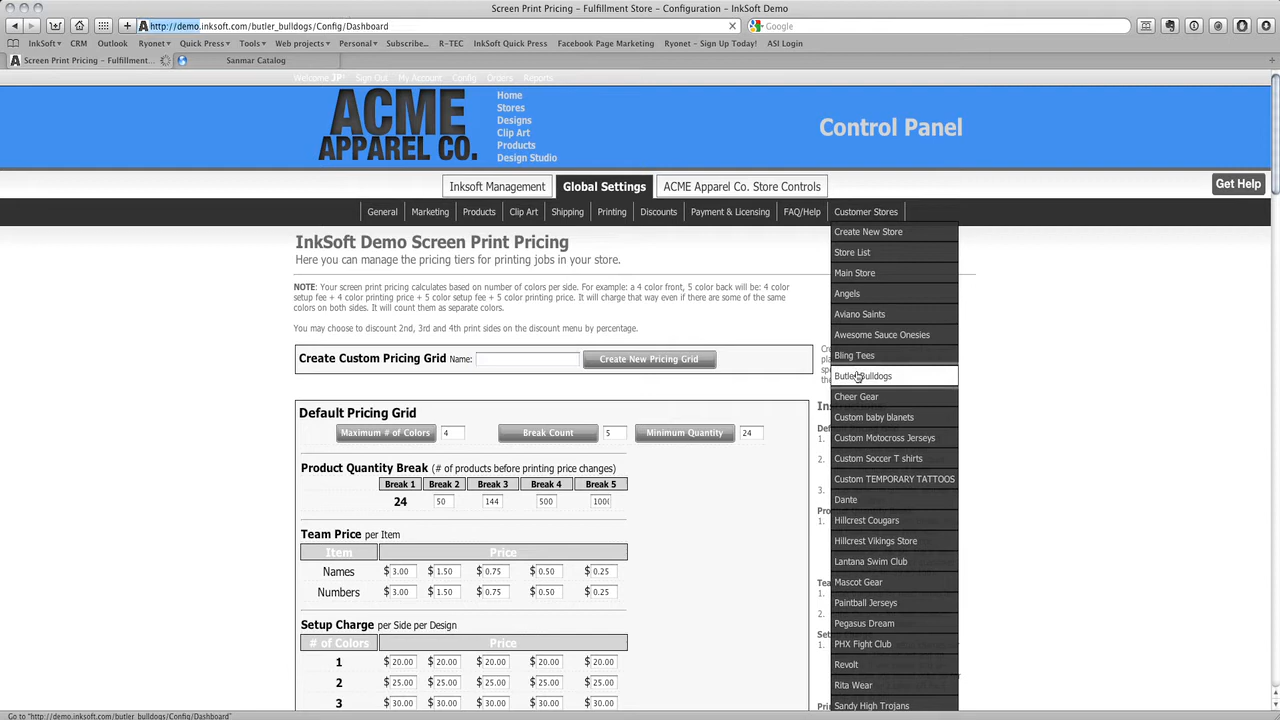 Screen Print Pricing – Fulfillment Store – Configuration – InkSoft Demo
http://demo.inksoft.com/butler_bulldogs/Config/Dashboard
Google
InkSoft CRM Outlook Ryonet Quick Press Tools Web projects Personal Subscribe... R-TEC InkSoft Quick Press Facebook Page Marketing Ryonet - Sign Up Today! ASI Login
Screen Print Pricing – Fulfillment... Sanmar Catalog
Welcome JP! Sign Out My Account Config Orders Reports
ACME
APPAREL CO.
Home
Stores
Designs
Clip Art
Products
Design Studio
Control Panel
Inksoft Management Global Settings ACME Apparel Co. Store Controls
Get Help
General Marketing Products Clip Art Shipping Printing Discounts Payment & Licensing FAQ/Help Customer Stores
Create New Store
Store List
Main Store
Angels
Aviano Saints
Awesome Sauce Onesies
Bling Tees
Butler Bulldogs
Cheer Gear
Custom baby blanets
Custom Motocross Jerseys
Custom Soccer T shirts
Custom TEMPORARY TATTOOS
Dante
Hillcrest Cougars
Hillcrest Vikings Store
Lantana Swim Club
Mascot Gear
Paintball Jerseys
Pegasus Dream
PHX Fight Club
Revolt
Rita Wear
Sandy High Trojans
InkSoft Demo Screen Print Pricing
Here you can manage the pricing tiers for printing jobs in your store.
NOTE: Your screen print pricing calculates based on number of colors per side. For example: a 4 color front, 5 color back will be: 4 color
setup fee + 4 color printing price + 5 color setup fee + 5 color printing price. It will charge that way even if there are some of the same
colors on both sides. It will count them as separate colors.
You may choose to discount 2nd, 3rd and 4th print sides on the discount menu by percentage.
Create Custom Pricing Grid Name: Create New Pricing Grid
Default Pricing Grid
Maximum # of Colors 4 Break Count 5 Minimum Quantity 24
Product Quantity Break (# of products before printing price changes)
Break 1 Break 2 Break 3 Break 4 Break 5
24 50 144 500 100
Team Price per Item
Item Price
Names $ 3.00 $ 1.50 $ 0.75 $ 0.50 $ 0.25
Numbers $ 3.00 $ 1.50 $ 0.75 $ 0.50 $ 0.25
Setup Charge per Side per Design
# of Colors Price
1 $ 20.00 $ 20.00 $ 20.00 $ 20.00 $ 20.00
2 $ 25.00 $ 25.00 $ 25.00 $ 25.00 $ 25.00
3 $ 30.00 $ 30.00 $ 30.00 $ 30.00 $ 30.00
Go to "http://demo.inksoft.com/butler_bulldogs/Config/Dashboard"